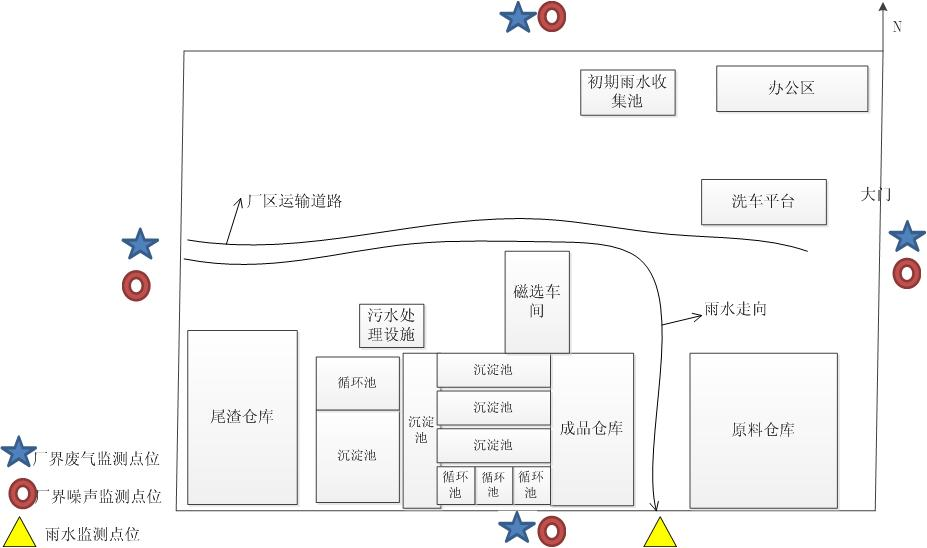 N
初期雨水收
集池
办公区
洗车平台
大门
厂区运输道路
磁选车
间
雨水走向
污水处
理设施
尾渣仓库
循环池
沉淀池
沉淀
池
沉淀池
沉淀池
沉淀池
循环
池
循环
池
循环
池
成品仓库
原料仓库
厂界废气监测点位
厂界噪声监测点位
雨水监测点位